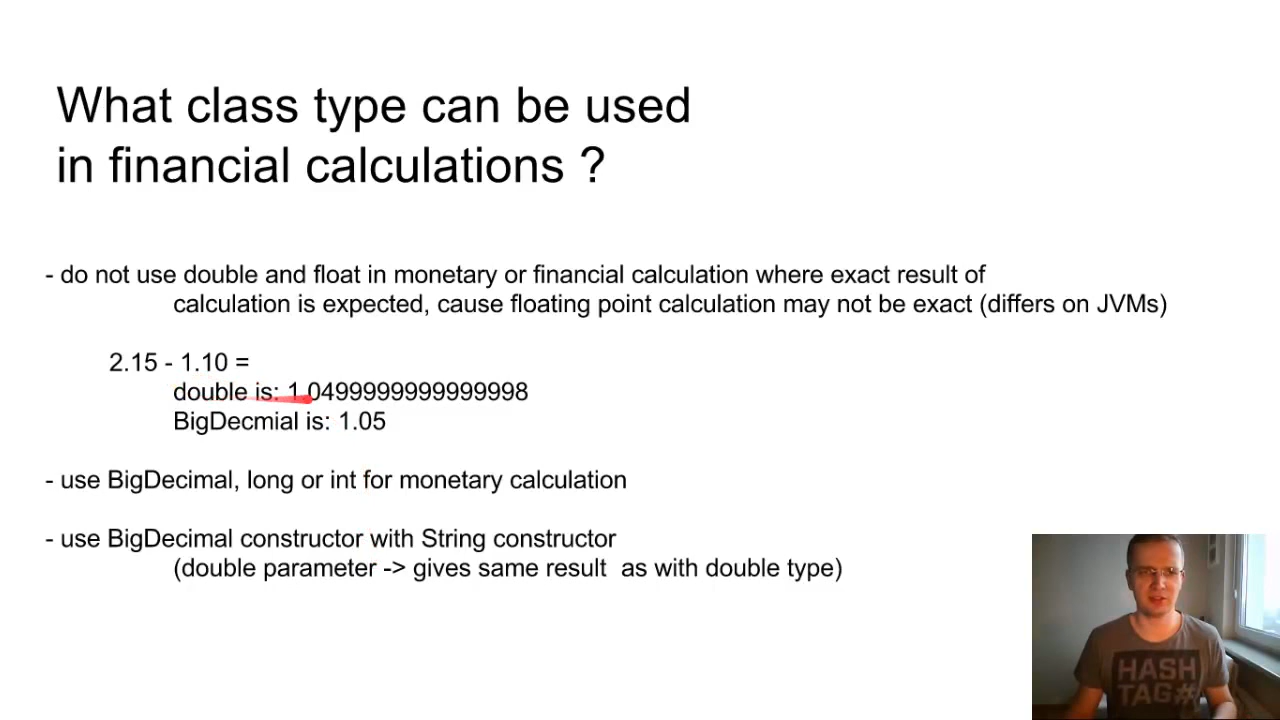 What class type can be used
in financial calculations ?
- do not use double and float in monetary or financial calculation where exact result of
calculation is expected, cause floating point calculation may not be exact (differs on JVMs)
2.15 - 1.10 =
double is: 1.0499999999999998
BigDecmial is: 1.05
- use BigDecimal, long or int for monetary calculation
- use BigDecimal constructor with String constructor
(double parameter -> gives same result as with double type)
HASH
TAG#